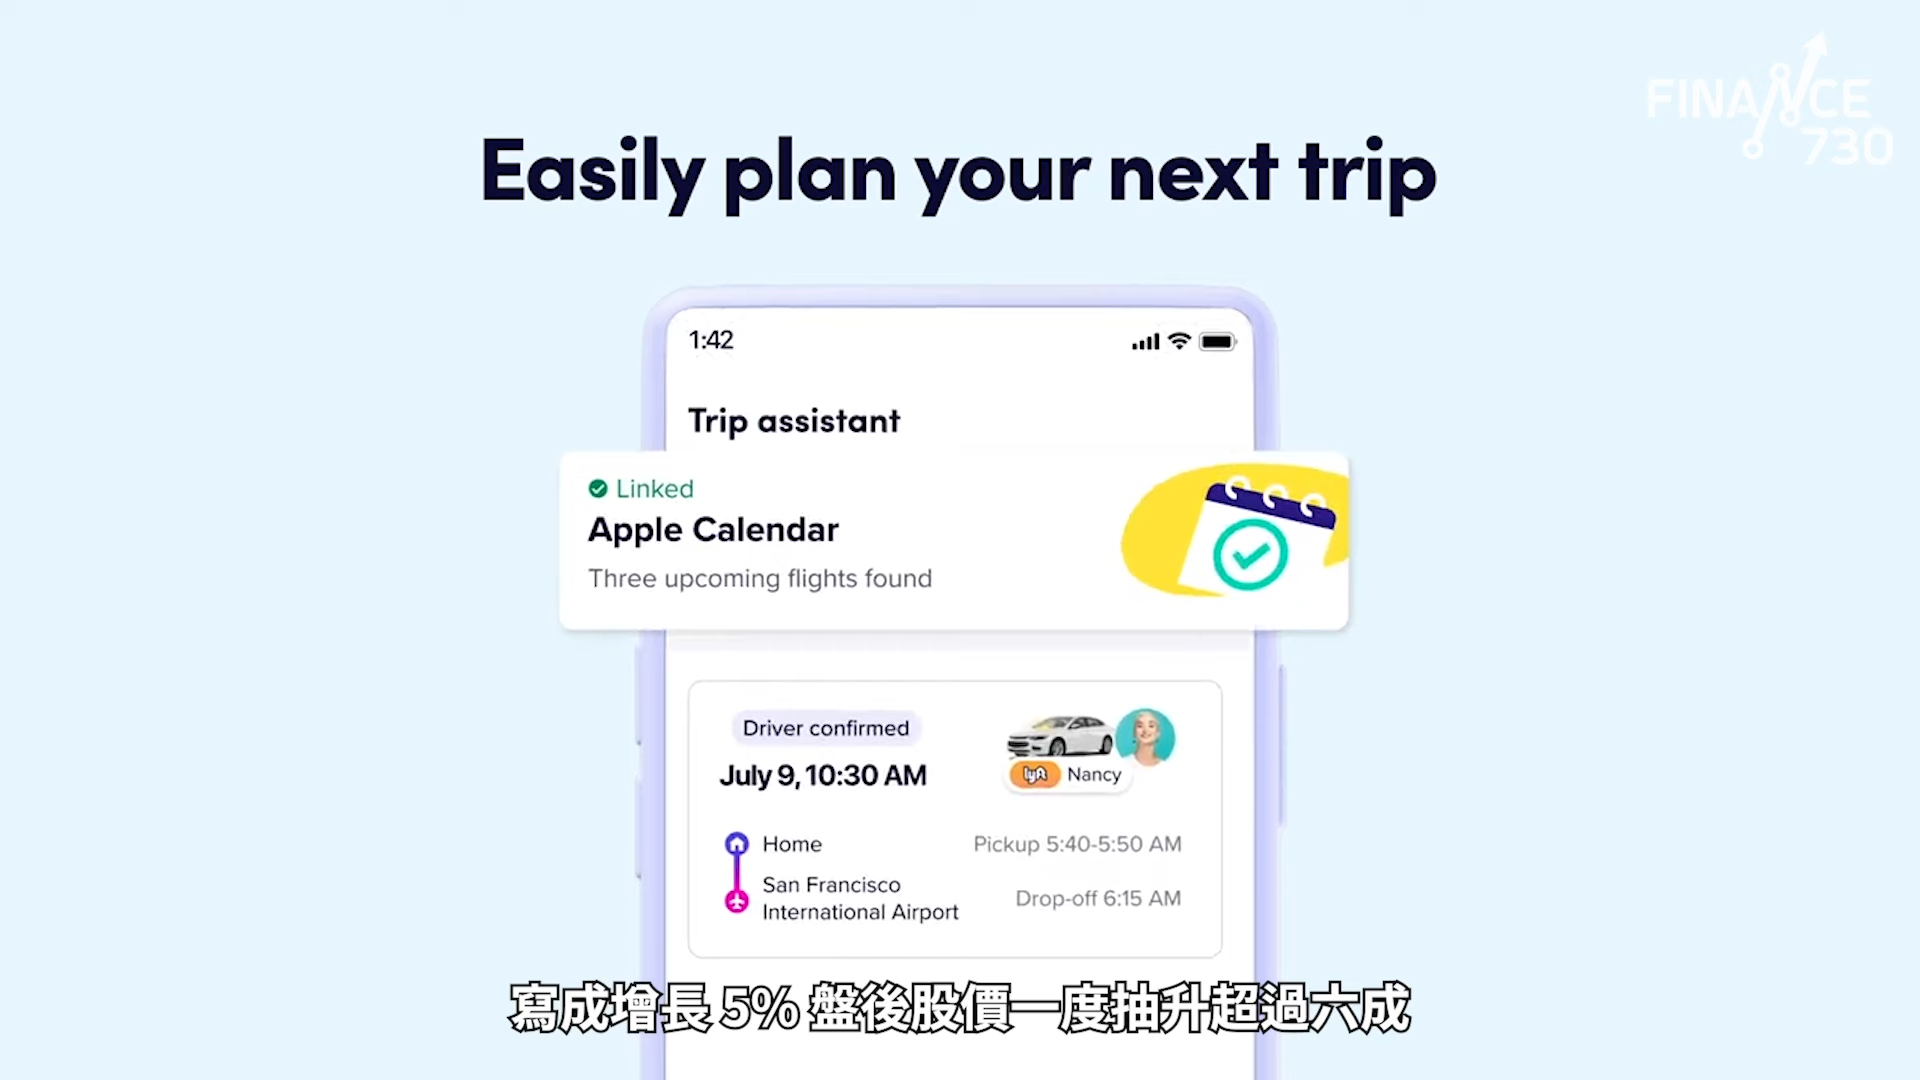 FINANCE
730
Easily plan your next trip
1:42
Trip assistant
Linked
Apple Calendar
Three upcoming flights found
Driver confirmed
July 9, 10:30 AM
lyft
Nancy
Home
Pickup 5:40-5:50 AM
San Francisco
International Airport
Drop-off 6:15 AM
寫成增長 5% 盤後股價一度抽升超過六成